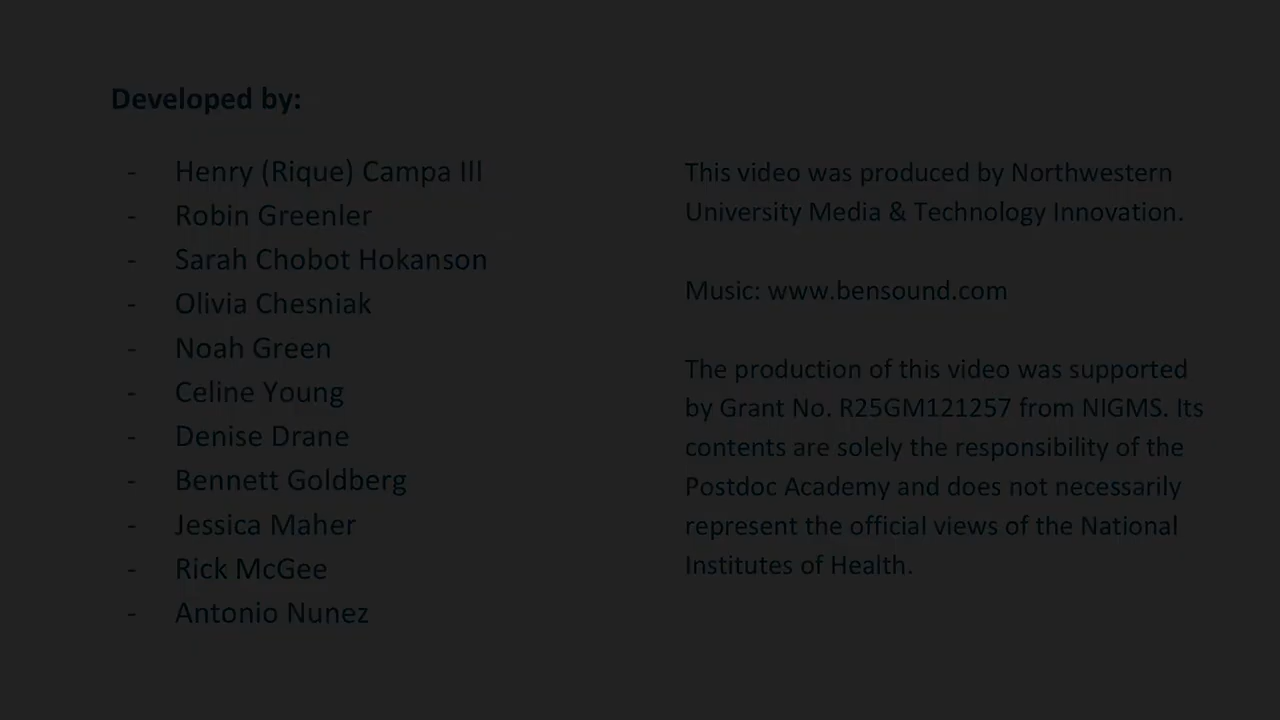 Developed by:
- Henry (Rique) Campa Ill
- Robin Greenler
- Sarah Chobot Hokanson
- Olivia Chesniak
- Noah Green
- Celine Young
- Denise Drane
- Bennett Goldberg
- Jessica Maher
- Rick McGee
- Antonio Nunez
This video was produced by Northwestern
University Media & Technology Innovation.
Music: www.bensound.com
The production of this video was supported
by Grant No. R25GM121257 from NIGMS. Its
contents are solely the responsibility of the
Postdoc Academy and does not necessarily
represent the official views of the National
Institutes of Health.